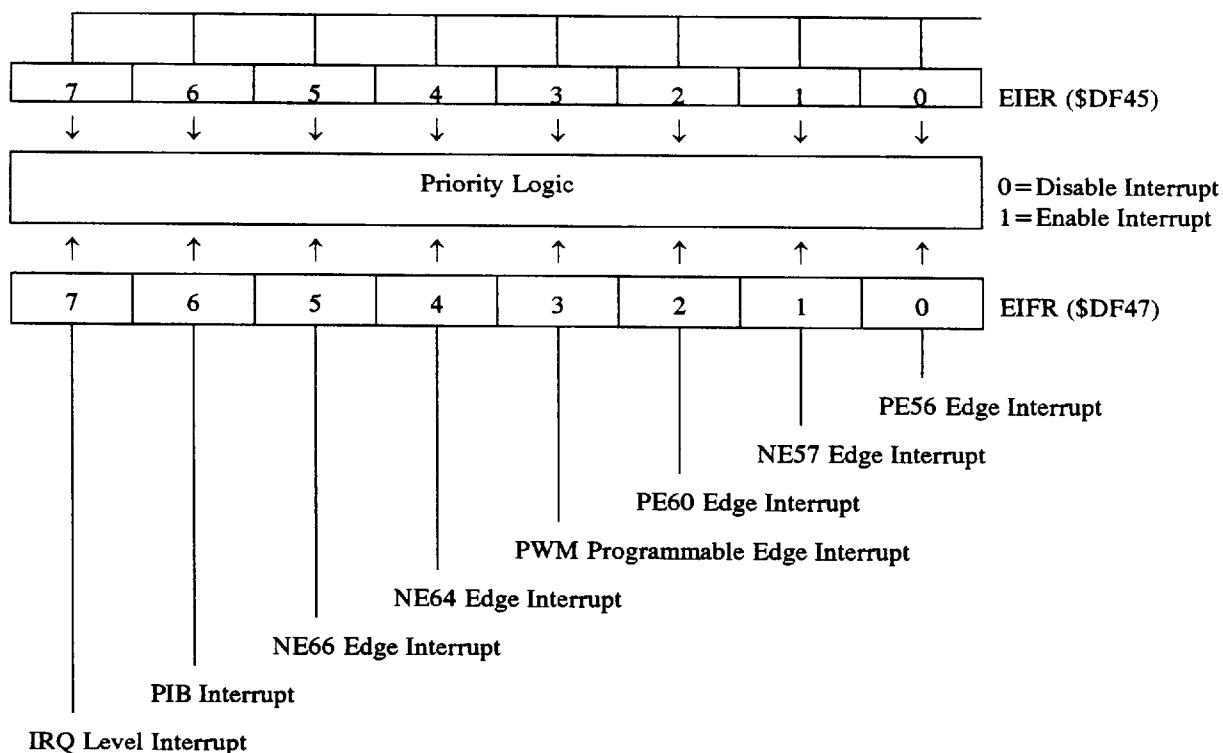 7 6 5 4 3 2 1 0 EIER ($DF45)
Priority Logic
0=Disable Interrupt
1=Enable Interrupt
7 6 5 4 3 2 1 0 EIFR ($DF47)
PE56 Edge Interrupt
NE57 Edge Interrupt
PE60 Edge Interrupt
PWM Programmable Edge Interrupt
NE64 Edge Interrupt
NE66 Edge Interrupt
PIB Interrupt
IRQ Level Interrupt